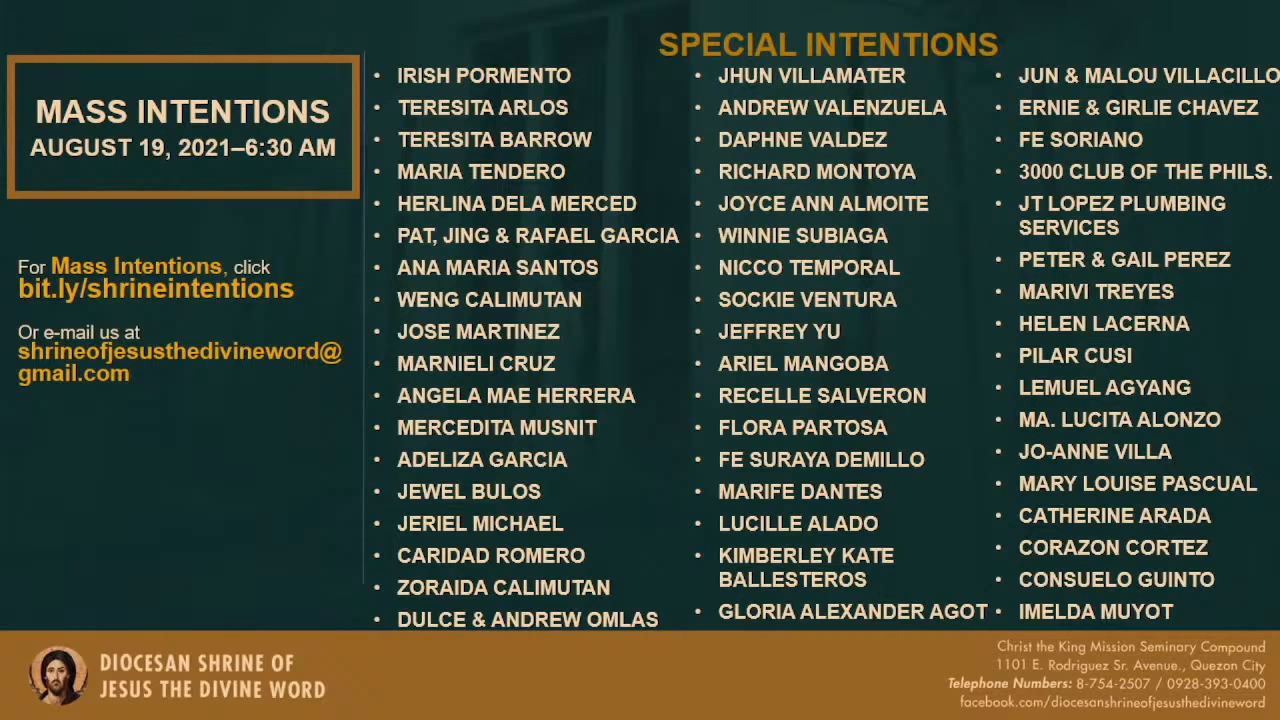 SPECIAL INTENTIONS
MASS INTENTIONS
AUGUST 19, 2021–6:30 AM
For Mass Intentions, click
bit.ly/shrineintentions
Or e-mail us at
shrineofjesusthedivineword@
gmail.com
• IRISH PORMENTO
• TERESITA ARLOS
• TERESITA BARROW
• MARIA TENDERO
• HERLINA DELA MERCED
• PAT, JING & RAFAEL GARCIA
• ANA MARIA SANTOS
• WENG CALIMUTAN
• JOSE MARTINEZ
• MARNIELI CRUZ
• ANGELA MAE HERRERA
• MERCEDITA MUSNIT
• ADELIZA GARCIA
• JEWEL BULOS
• JERIEL MICHAEL
• CARIDAD ROMERO
• ZORAIDA CALIMUTAN
• DULCE & ANDREW OMLAS
• JHUN VILLAMATER
• ANDREW VALENZUELA
• DAPHNE VALDEZ
• RICHARD MONTOYA
• JOYCE ANN ALMOITE
• WINNIE SUBIAGA
• NICCO TEMPORAL
• SOCKIE VENTURA
• JEFFREY YU
• ARIEL MANGOBA
• RECELLE SALVERON
• FLORA PARTOSA
• FE SURAYA DEMILLO
• MARIFE DANTES
• LUCILLE ALADO
• KIMBERLEY KATE
BALLESTEROS
• GLORIA ALEXANDER AGOT
• JUN & MALOU VILLACILLO
• ERNIE & GIRLIE CHAVEZ
• FE SORIANO
• 3000 CLUB OF THE PHILS.
• JT LOPEZ PLUMBING
SERVICES
• PETER & GAIL PEREZ
• MARIVI TREYES
• HELEN LACERNA
• PILAR CUSI
• LEMUEL AGYANG
• MA. LUCITA ALONZO
• JO-ANNE VILLA
• MARY LOUISE PASCUAL
• CATHERINE ARADA
• CORAZON CORTEZ
• CONSUELO GUINTO
• IMELDA MUYOT
DIOCESAN SHRINE OF
JESUS THE DIVINE WORD
Christ the King Mission Seminary Compound
1101 E. Rodriguez Sr. Avenue., Quezon City
Telephone Numbers: 8-754-2507 / 0928-393-0400
facebook.com/diocesanshrineofjesusthedivineword